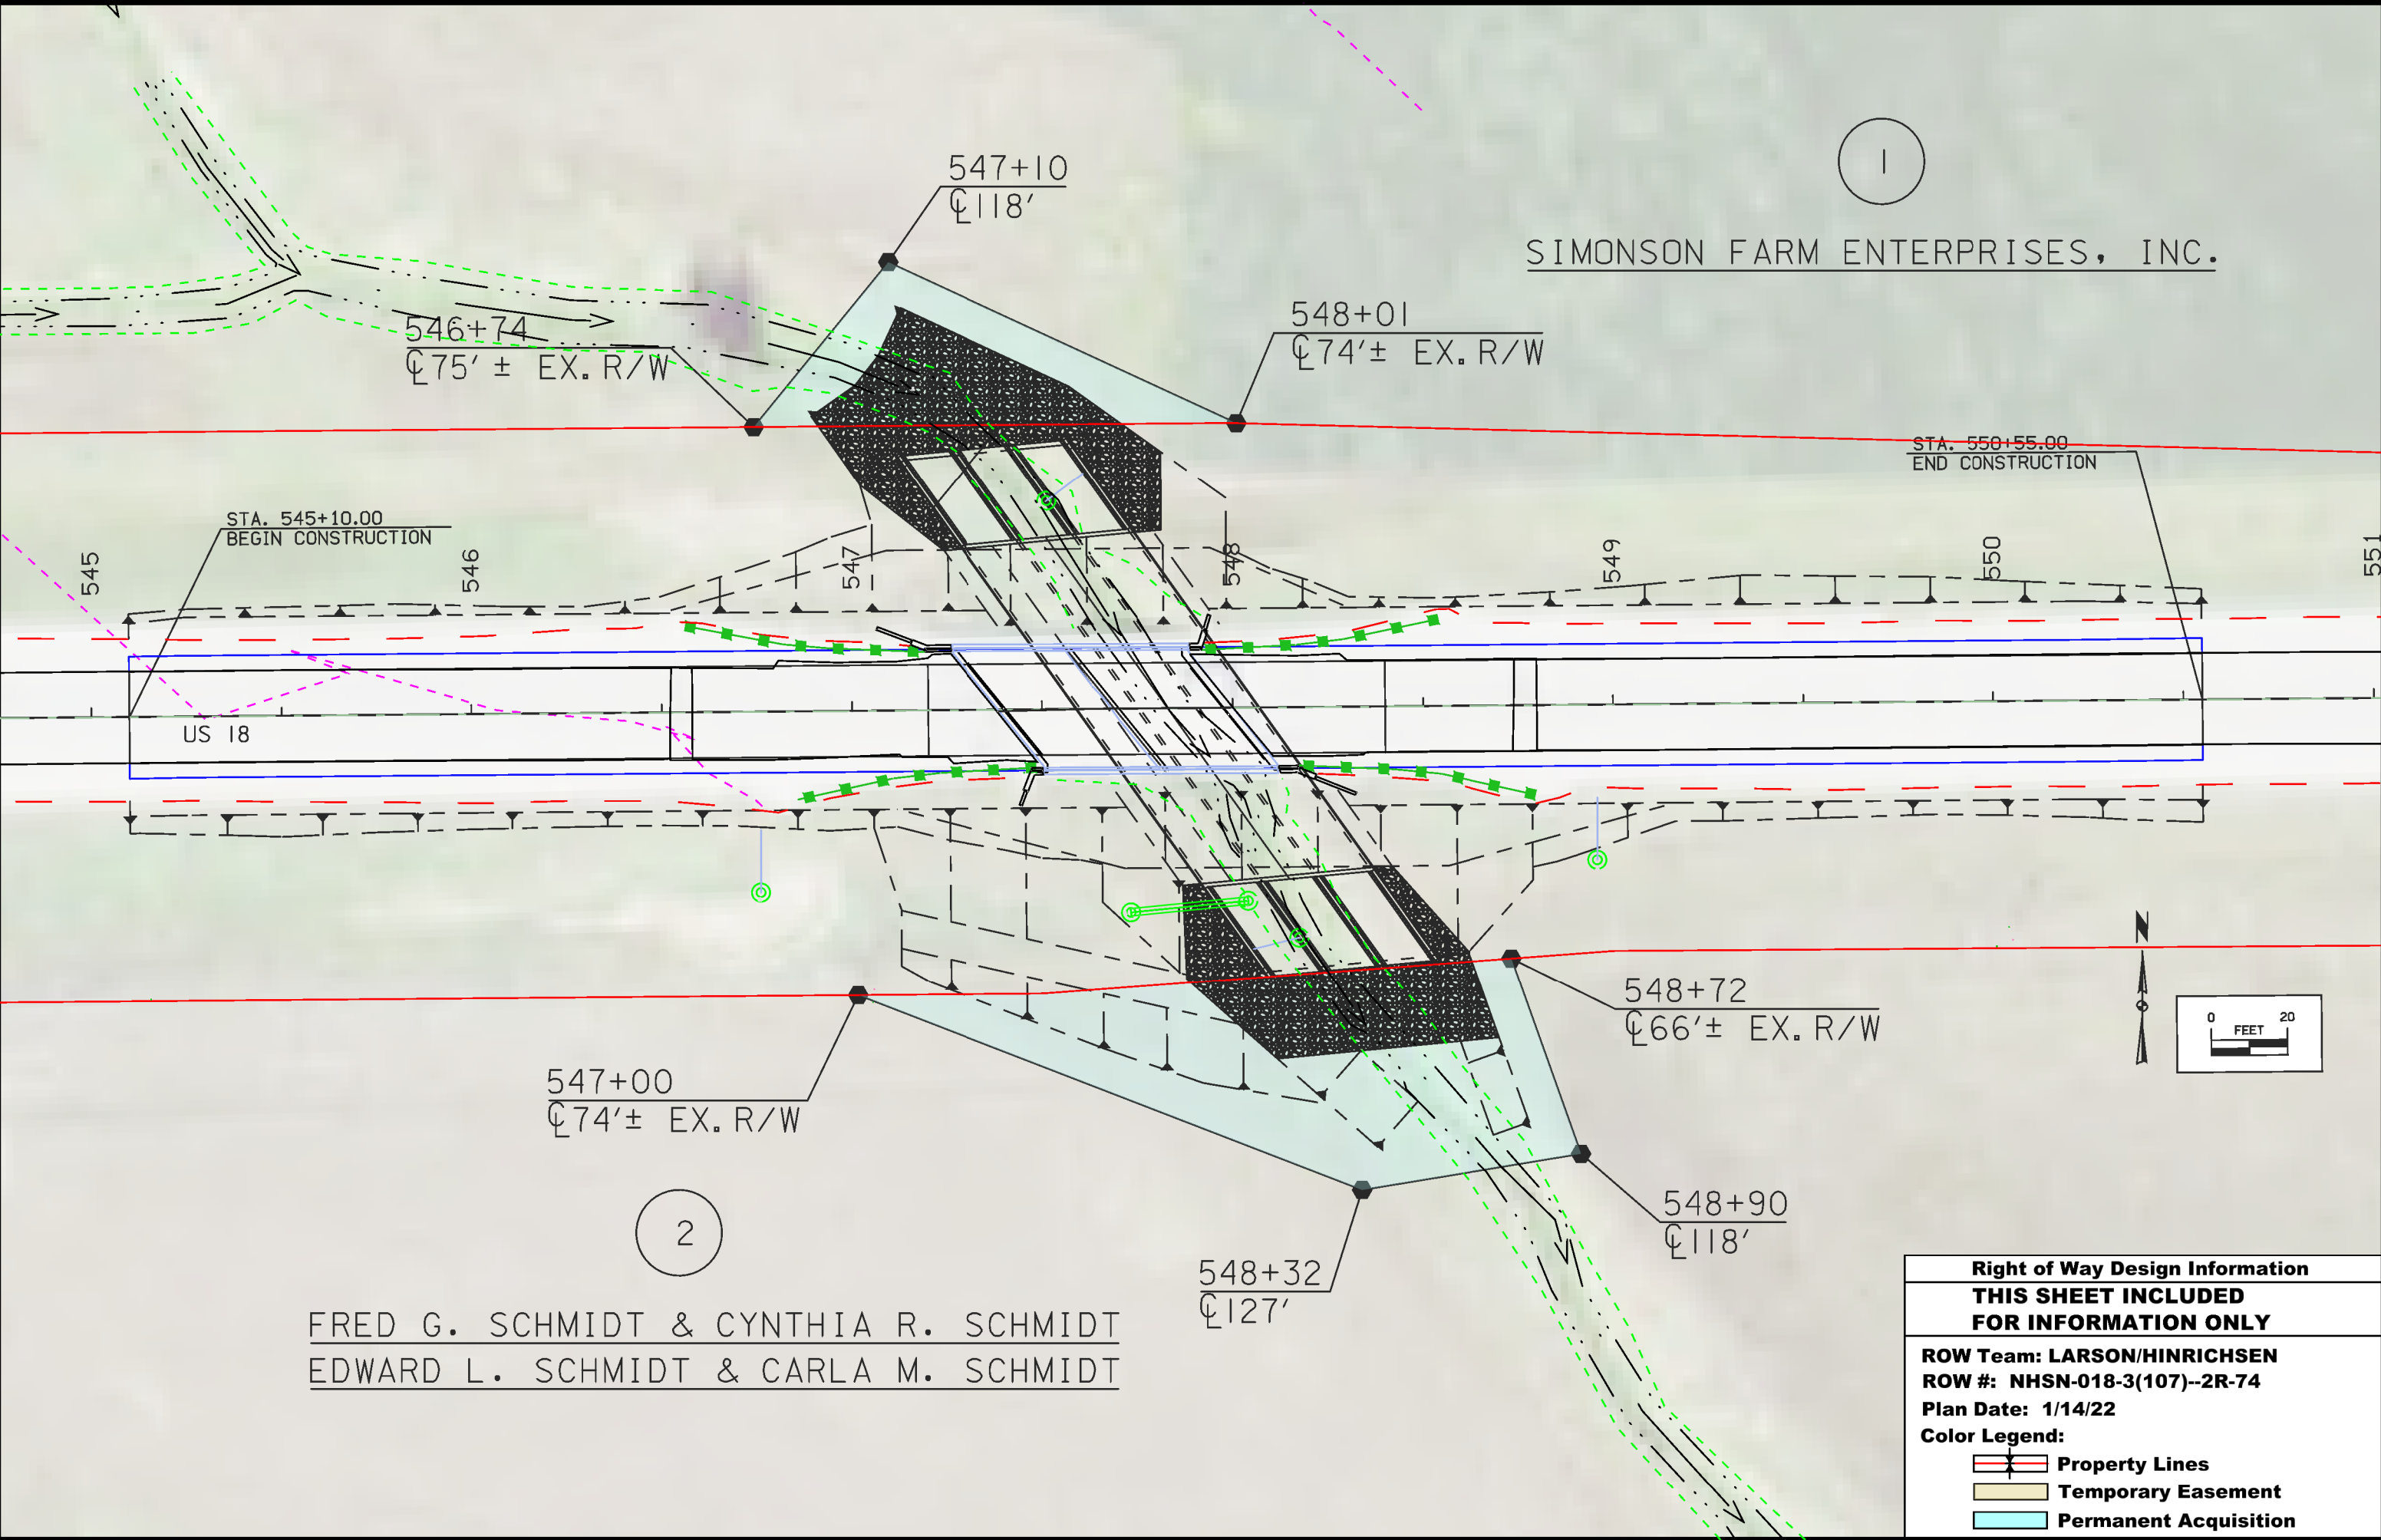 547+10
℄118′
1
SIMONSON FARM ENTERPRISES, INC.
546+74
℄75′± EX. R/W
548+01
℄74′± EX. R/W
STA. 550+55.00
END CONSTRUCTION
STA. 545+10.00
BEGIN CONSTRUCTION
545
546
547
548
549
550
551
US 18
N
0 20
FEET
548+72
℄66′± EX. R/W
547+00
℄74′± EX. R/W
548+90
℄118′
548+32
℄127′
2
FRED G. SCHMIDT & CYNTHIA R. SCHMIDT
EDWARD L. SCHMIDT & CARLA M. SCHMIDT
Right of Way Design Information
THIS SHEET INCLUDED
FOR INFORMATION ONLY
ROW Team: LARSON/HINRICHSEN
ROW #: NHSN-018-3(107)--2R-74
Plan Date: 1/14/22
Color Legend:
Property Lines
Temporary Easement
Permanent Acquisition